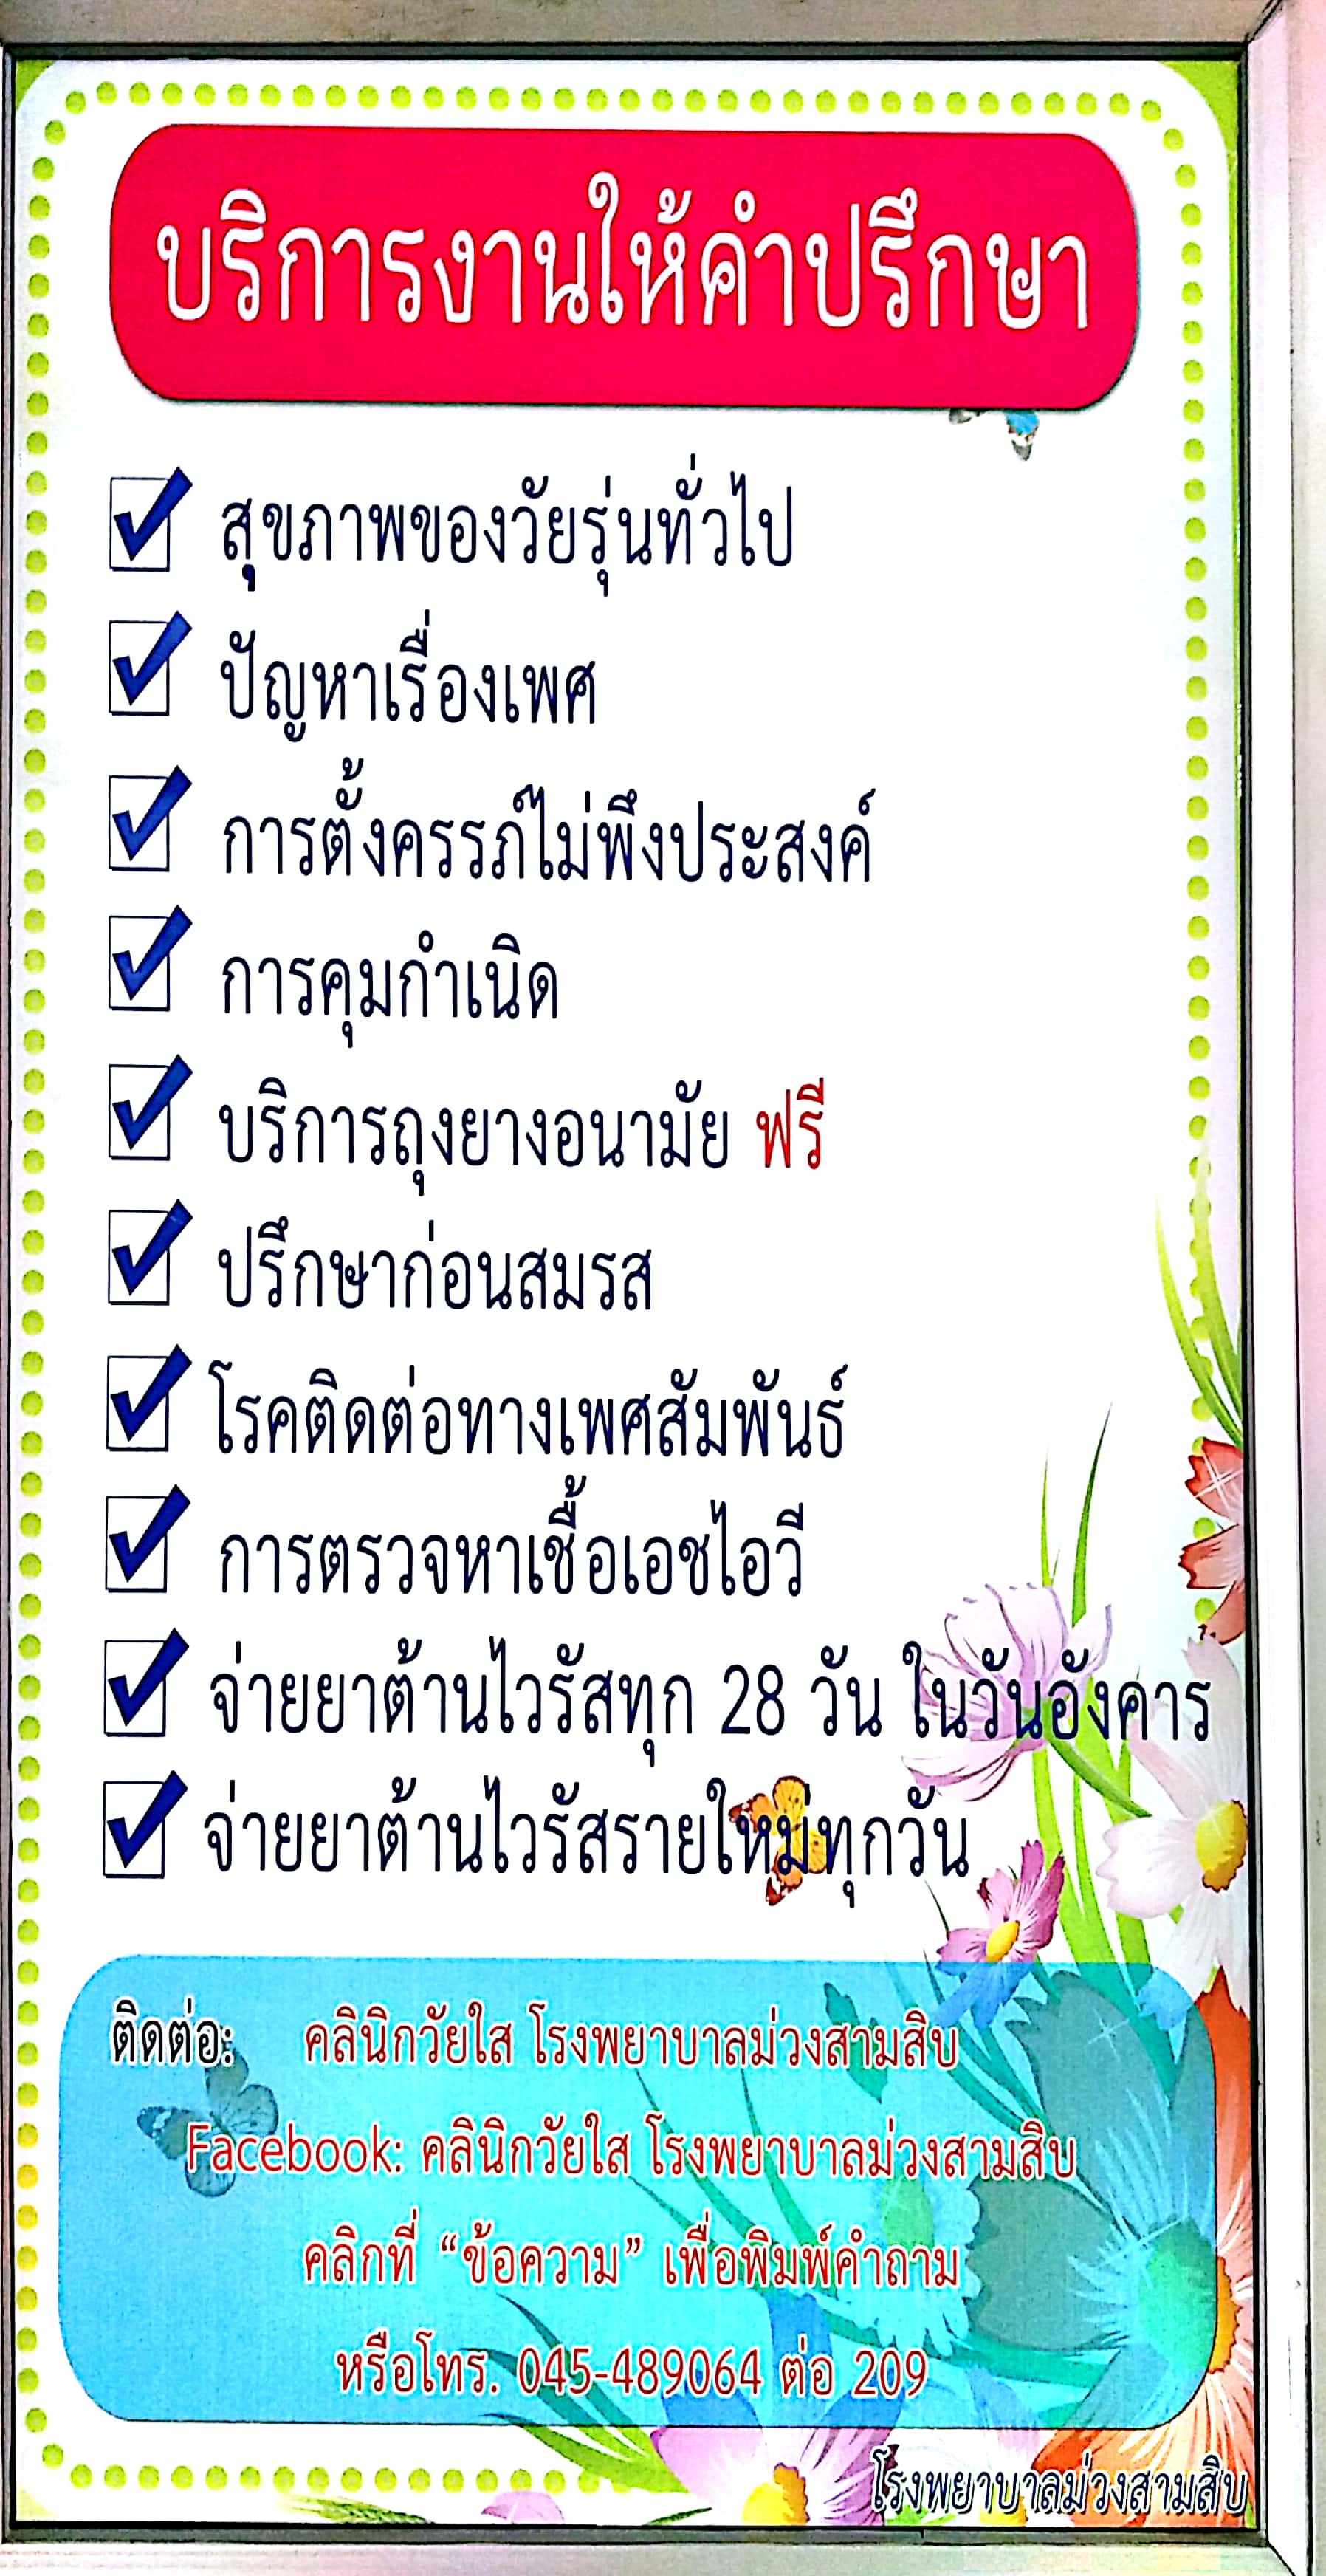 บริการงานให้คำปรึกษา
สุขภาพของวัยรุ่นทั่วไป
ปัญหาเรื่องเพศ
การตั้งครรภ์ไม่พึงประสงค์
การคุมกำเนิด
บริการถุงยางอนามัย ฟรี
ปรึกษาก่อนสมรส
โรคติดต่อทางเพศสัมพันธ์
การตรวจหาเชื้อเอชไอวี
จ่ายยาต้านไวรัสทุก 28 วัน ในวันอังคาร
จ่ายยาต้านไวรัสรายใหม่ทุกวัน
ติดต่อ: คลินิกวัยใส โรงพยาบาลม่วงสามสิบ
Facebook: คลินิกวัยใส โรงพยาบาลม่วงสามสิบ
คลิกที่ “ข้อความ” เพื่อพิมพ์คำถาม
หรือโทร. 045-489064 ต่อ 209
โรงพยาบาลม่วงสามสิบ